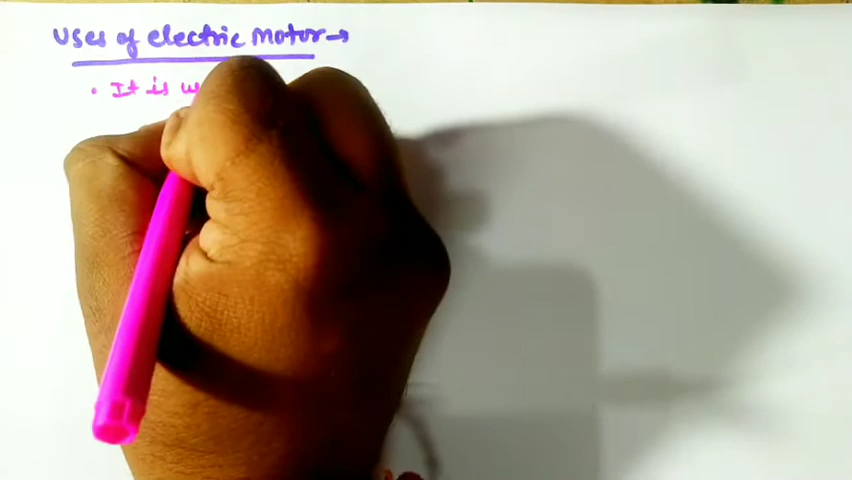 Uses of electric Motor→
• It is